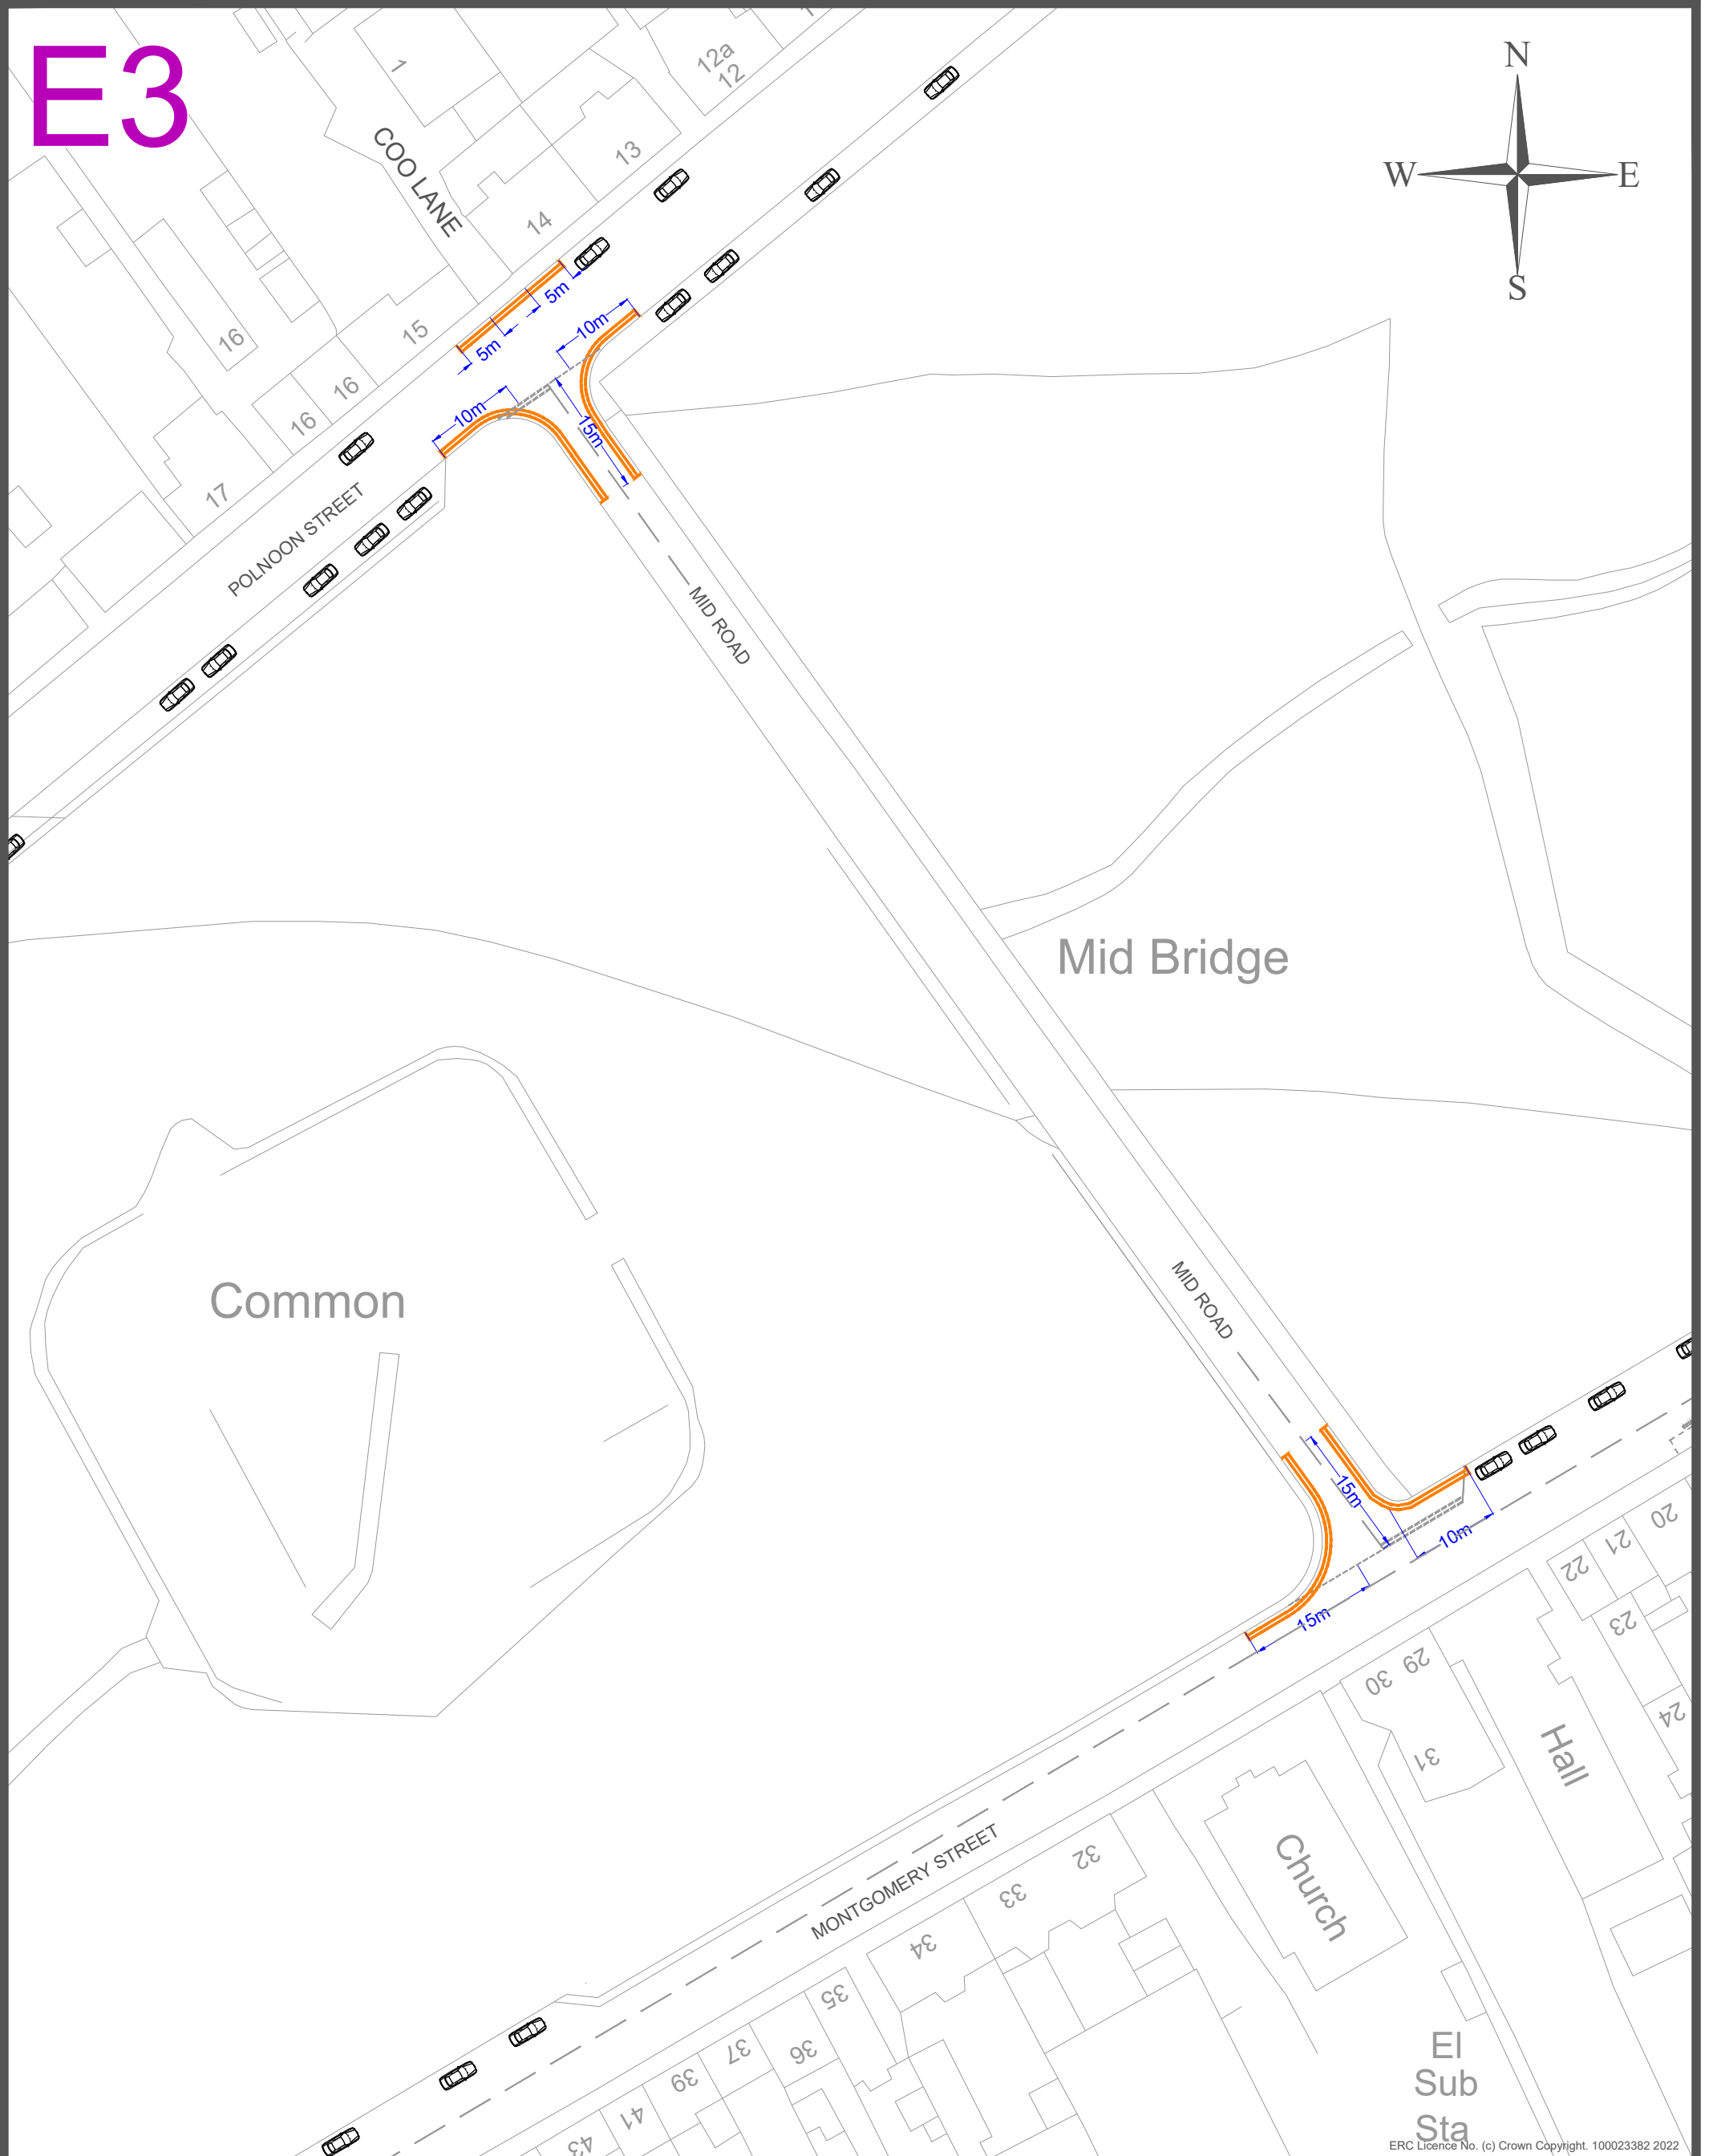 E3
1
12a
12
N
W
E
S
COO LANE
13
14
5m
5m
10m
16
15
16
16
10m
15m
17
POLNOON STREET
MID ROAD
Mid Bridge
Common
MID ROAD
15m
10m
15m
20
21
22
23
24
29
30
31
Hall
Church
32
33
34
MONTGOMERY STREET
35
36
37
39
41
43
El
Sub
Sta
ERC Licence No. (c) Crown Copyright. 100023382 2022